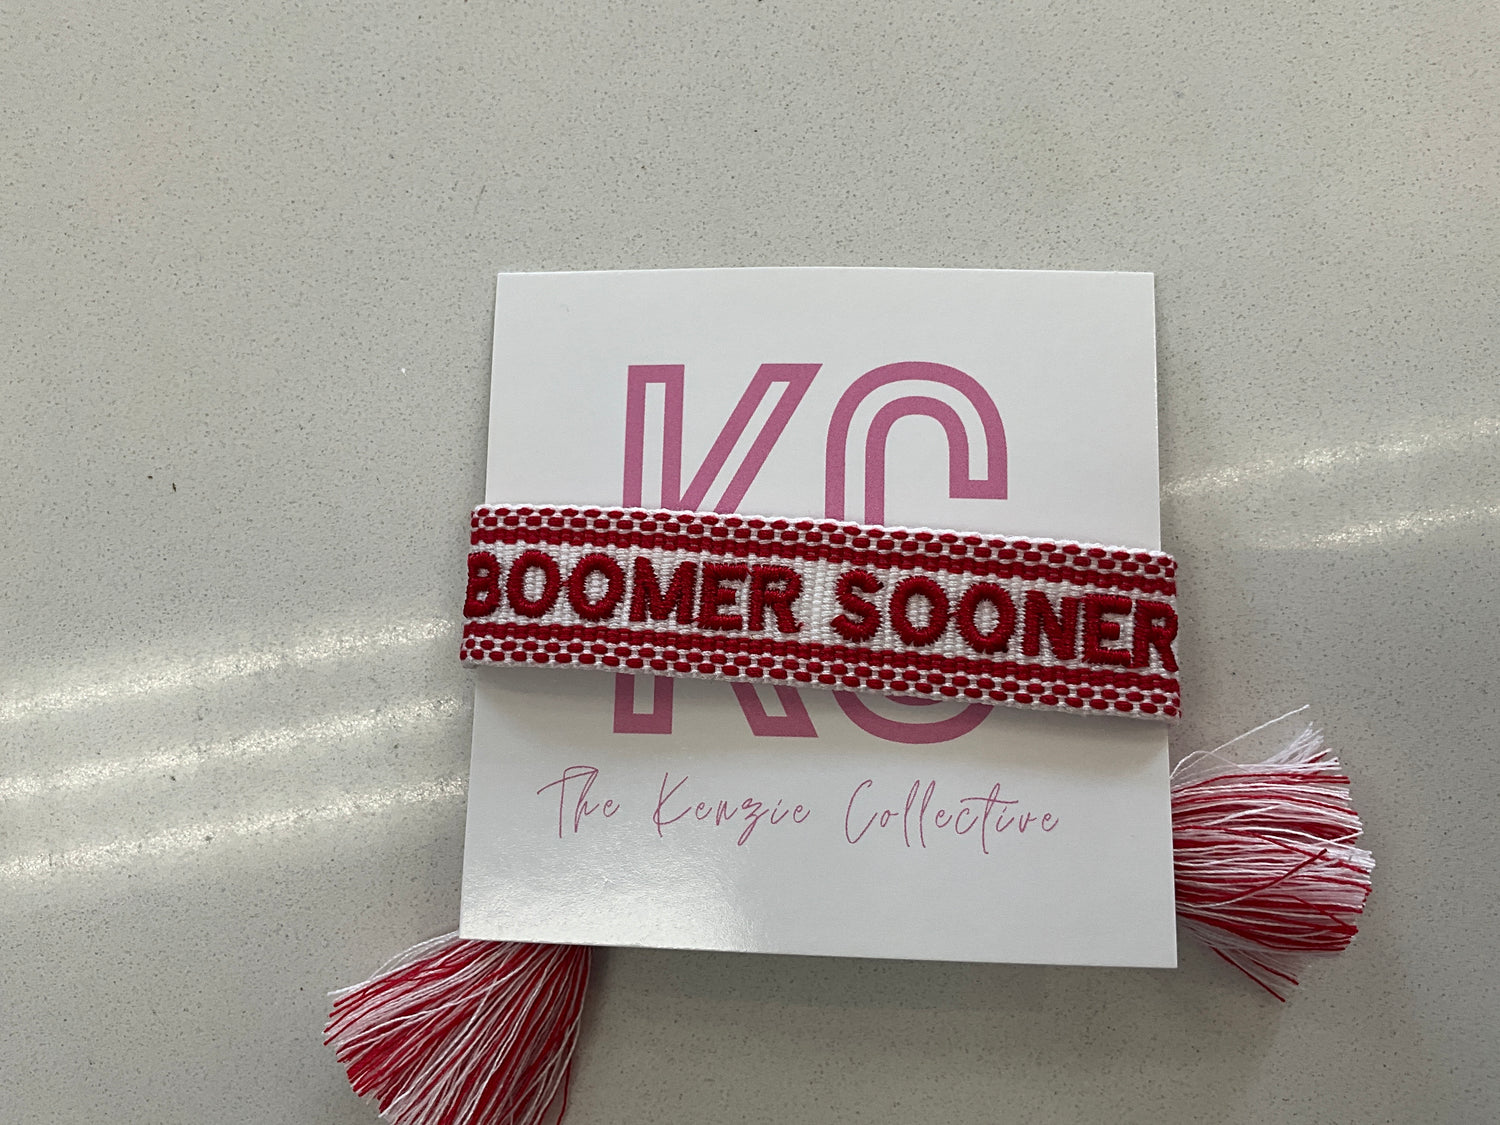 KC
BOOMER SOONER
The Kenzie Collective